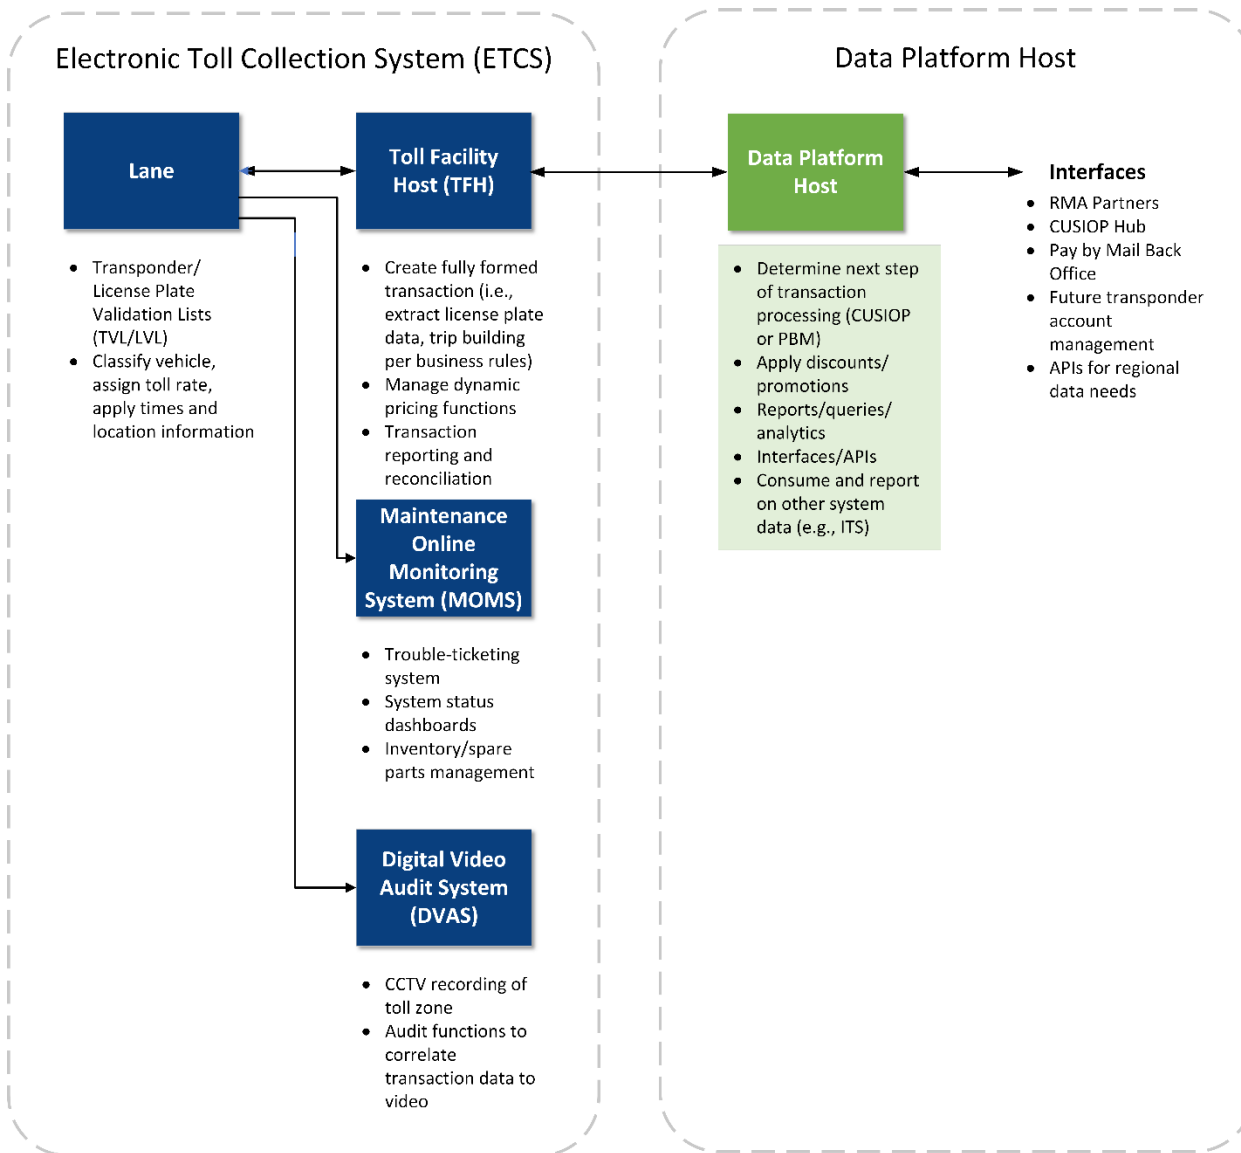 Electronic Toll Collection System (ETCS)
Lane
• Transponder/
License Plate
Validation Lists
(TVL/LVL)
• Classify vehicle,
assign toll rate,
apply times and
location information
Toll Facility
Host (TFH)
• Create fully formed
transaction (i.e.,
extract license plate
data, trip building
per business rules)
• Manage dynamic
pricing functions
• Transaction
reporting and
reconciliation
Maintenance
Online
Monitoring
System (MOMS)
• Trouble-ticketing
system
• System status
dashboards
• Inventory/spare
parts management
Digital Video
Audit System
(DVAS)
• CCTV recording of
toll zone
• Audit functions to
correlate
transaction data to
video
Data Platform Host
Data Platform
Host
• Determine next step
of transaction
processing (CUSIOP
or PBM)
• Apply discounts/
promotions
• Reports/queries/
analytics
• Interfaces/APIs
• Consume and report
on other system
data (e.g., ITS)
Interfaces
• RMA Partners
• CUSIOP Hub
• Pay by Mail Back
Office
• Future transponder
account
management
• APIs for regional
data needs